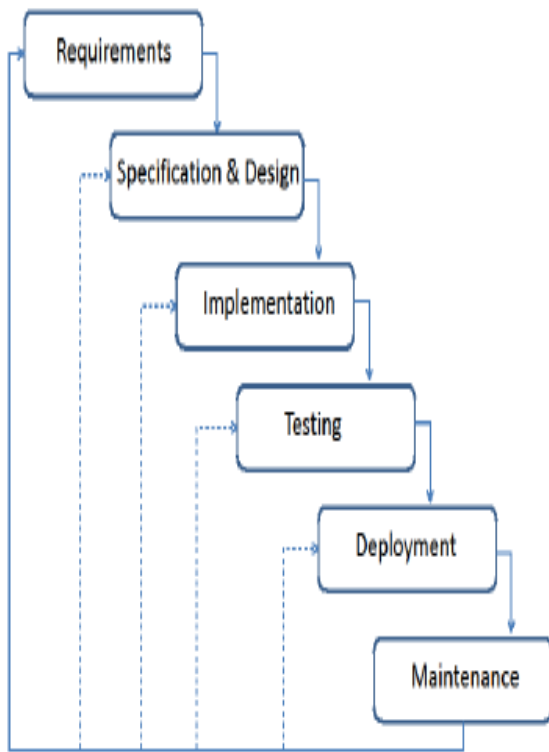 Requirements
Specification & Design
Implementation
Testing
Deployment
Maintenance